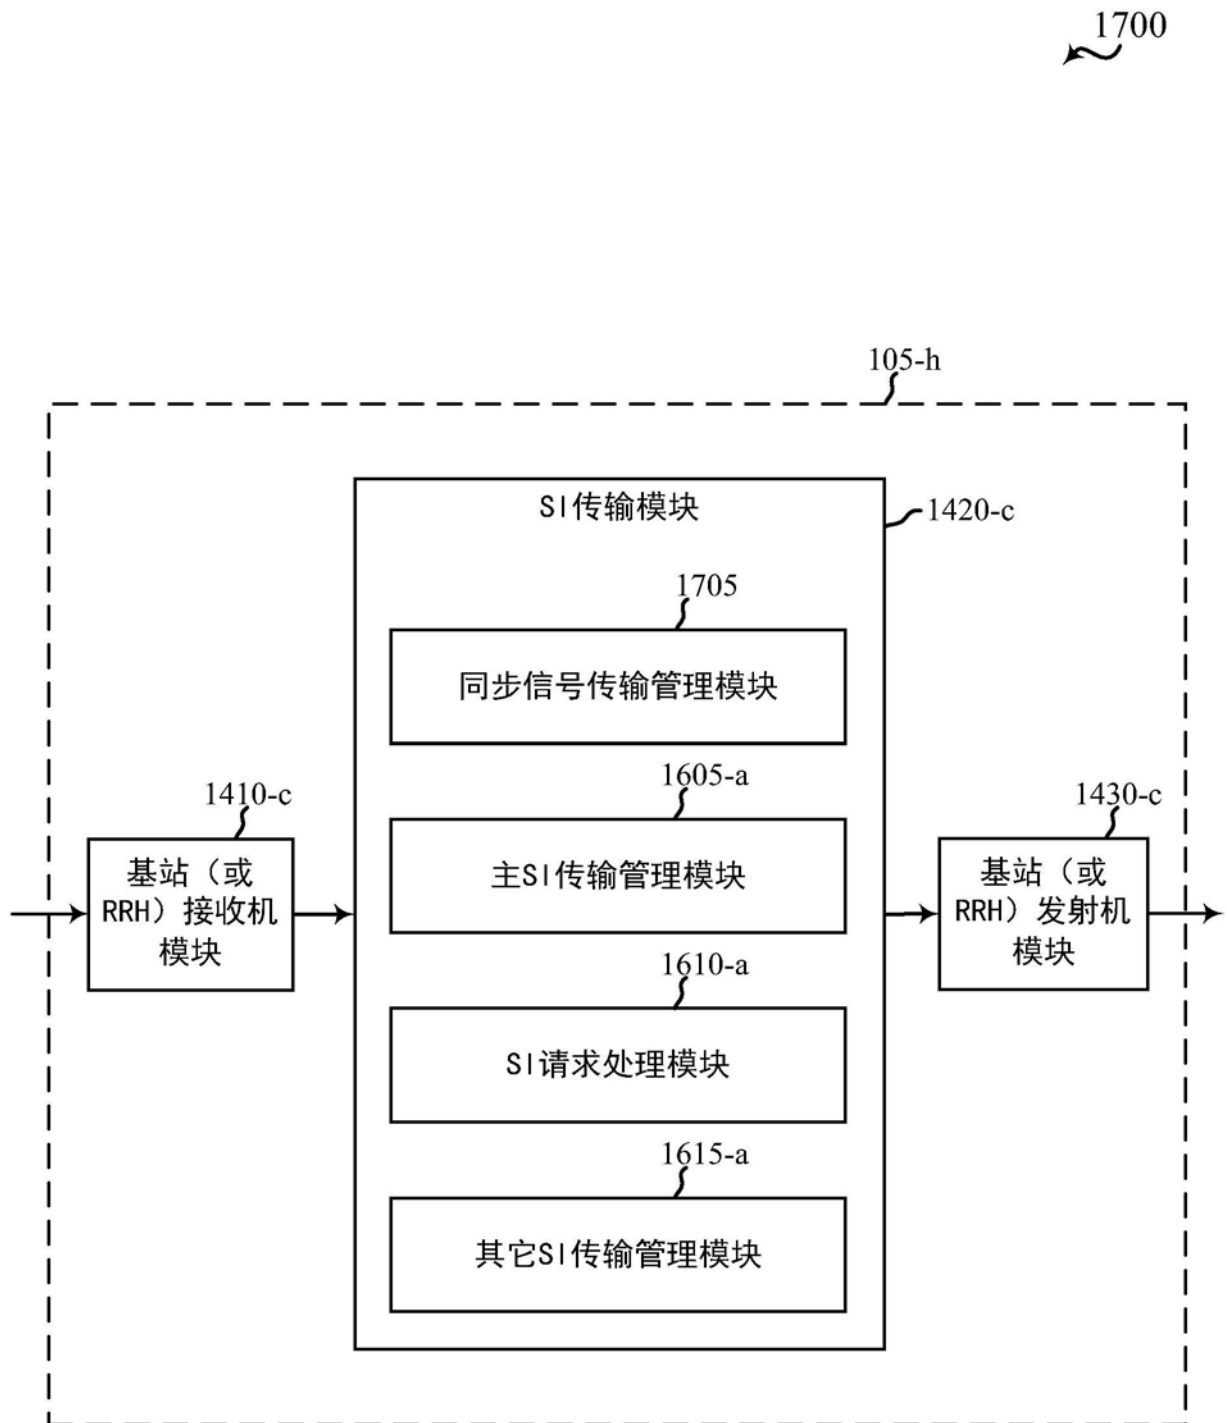 1700
105-h
SI传输模块
1420-c
1705
同步信号传输管理模块
1605-a
主SI传输管理模块
1410-c
基站（或
RRH）接收机
模块
1430-c
基站（或
RRH）发射机
模块
1610-a
SI请求处理模块
1615-a
其它SI传输管理模块